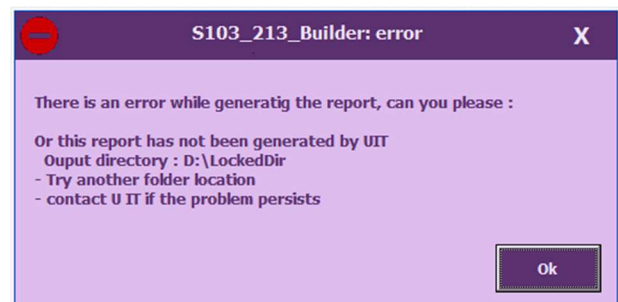 S103_213_Builder: error X
There is an error while generatig the report, can you please :
Or this report has not been generated by UIT
Ouput directory : D:\LockedDir
- Try another folder location
- contact U IT if the problem persists
Ok